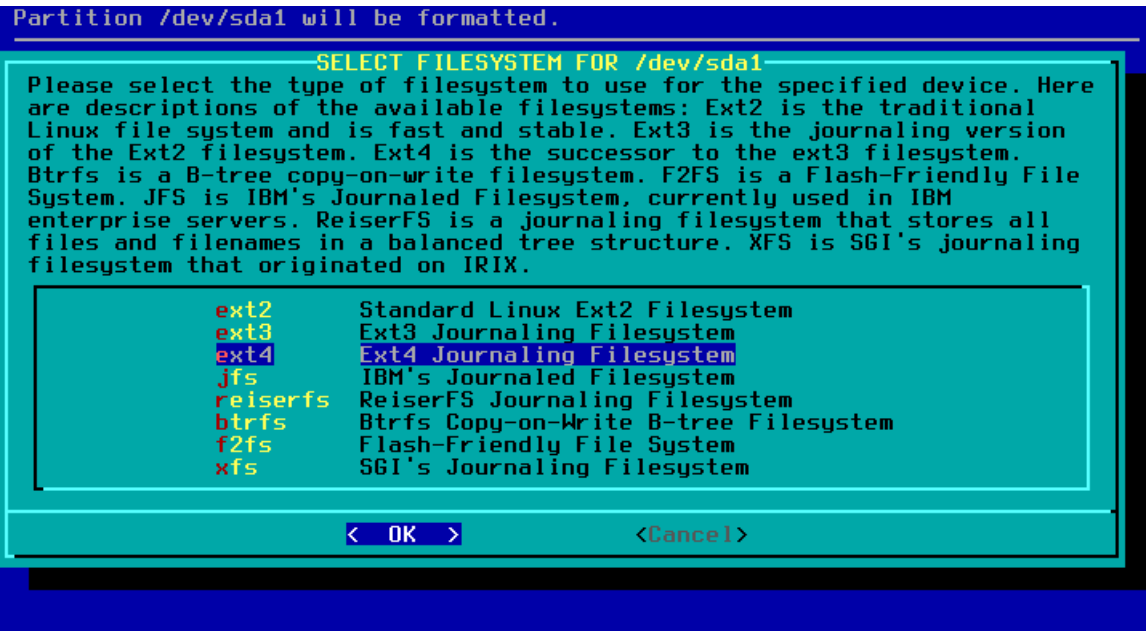 Partition /dev/sda1 will be formatted.
SELECT FILESYSTEM FOR /dev/sda1
Please select the type of filesystem to use for the specified device. Here
are descriptions of the available filesystems: Ext2 is the traditional
Linux file system and is fast and stable. Ext3 is the journaling version
of the Ext2 filesystem. Ext4 is the successor to the ext3 filesystem.
Btrfs is a B-tree copy-on-write filesystem. F2FS is a Flash-Friendly File
System. JFS is IBM's Journaled Filesystem, currently used in IBM
enterprise servers. ReiserFS is a journaling filesystem that stores all
files and filenames in a balanced tree structure. XFS is SGI's journaling
filesystem that originated on IRIX.
ext2 Standard Linux Ext2 Filesystem
ext3 Ext3 Journaling Filesystem
ext4 Ext4 Journaling Filesystem
jfs IBM's Journaled Filesystem
reiserfs ReiserFS Journaling Filesystem
btrfs Btrfs Copy-on-Write B-tree Filesystem
f2fs Flash-Friendly File System
xfs SGI's Journaling Filesystem
< OK > <Cancel>